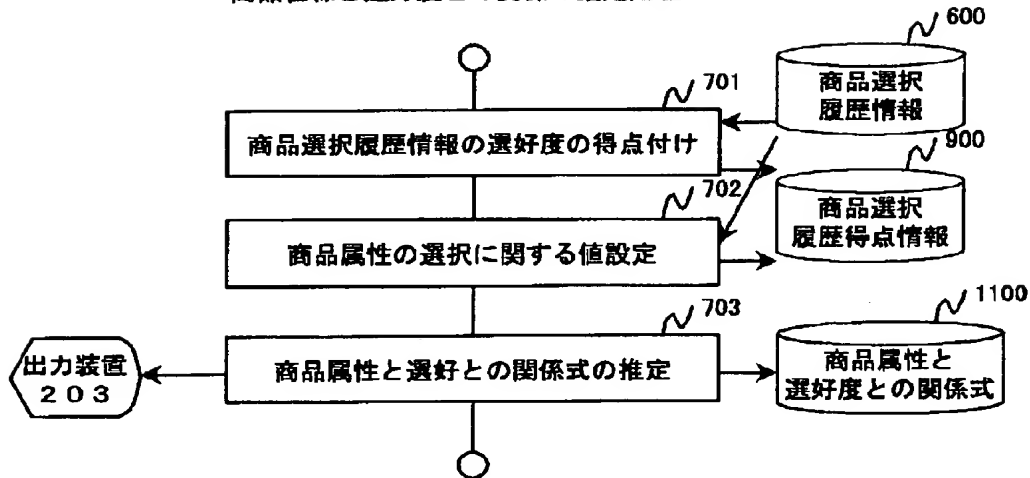 600
商品選択
履歴情報
701
商品選択履歴情報の選好度の得点付け
900
商品選択
履歴得点情報
702
商品属性の選択に関する値設定
703
商品属性と選好との関係式の推定
1100
商品属性と
選好度との関係式
出力装置
203